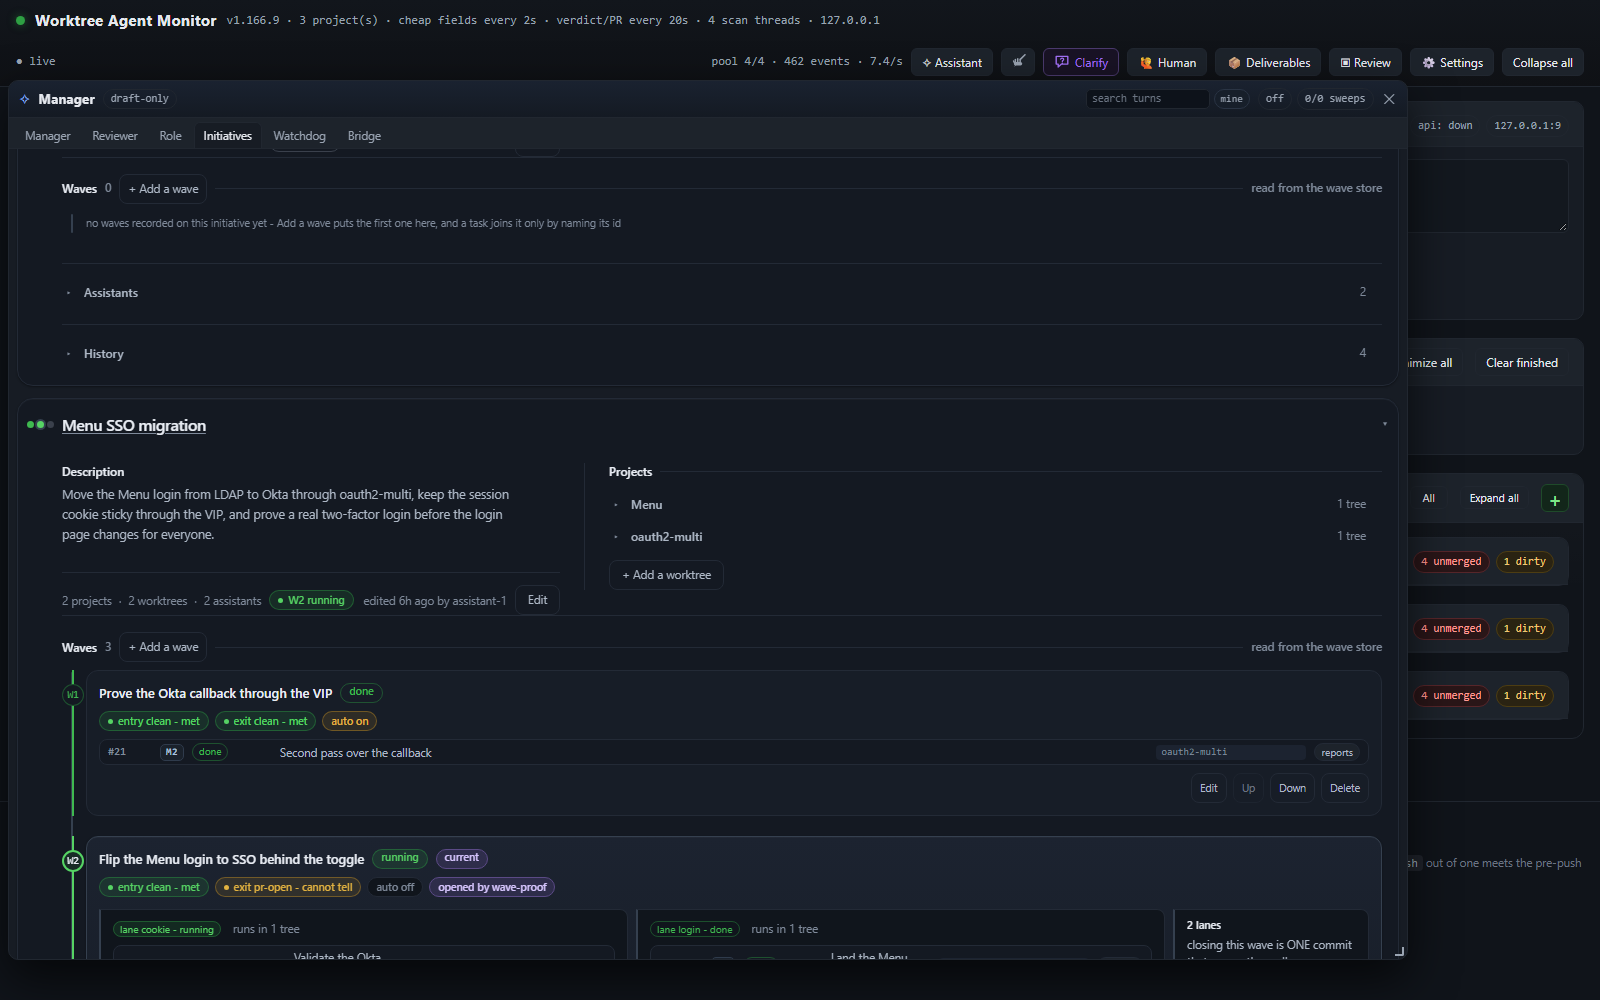 Worktree Agent Monitor v1.166.9 · 3 project(s) · cheap fields every 2s · verdict/PR every 20s · 4 scan threads · 127.0.0.1
live
pool 4/4 · 462 events · 7.4/s
Assistant
Clarify
Human
Deliverables
Review
Settings
Collapse all
Manager draft-only
search turns
mine
off
0/0 sweeps
Manager Reviewer Role Initiatives Watchdog Bridge
api: down 127.0.0.1:9
Waves 0 + Add a wave
read from the wave store
no waves recorded on this initiative yet - Add a wave puts the first one here, and a task joins it only by naming its id
Assistants 2
History 4
imize all Clear finished
Menu SSO migration
Description
Move the Menu login from LDAP to Okta through oauth2-multi, keep the session
cookie sticky through the VIP, and prove a real two-factor login before the login
page changes for everyone.
Projects
Menu 1 tree
oauth2-multi 1 tree
+ Add a worktree
2 projects · 2 worktrees · 2 assistants W2 running edited 6h ago by assistant-1 Edit
All Expand all +
4 unmerged 1 dirty
4 unmerged 1 dirty
4 unmerged 1 dirty
Waves 3 + Add a wave
read from the wave store
W1 Prove the Okta callback through the VIP done
entry clean - met exit clean - met auto on
#21 M2 done Second pass over the callback oauth2-multi reports
Edit Up Down Delete
W2 Flip the Menu login to SSO behind the toggle running current
entry clean - met exit pr-open - cannot tell auto off opened by wave-proof
lane cookie - running runs in 1 tree
Validate the Okta
lane login - done runs in 1 tree
Land the Menu
2 lanes
closing this wave is ONE commit
sh out of one meets the pre-push